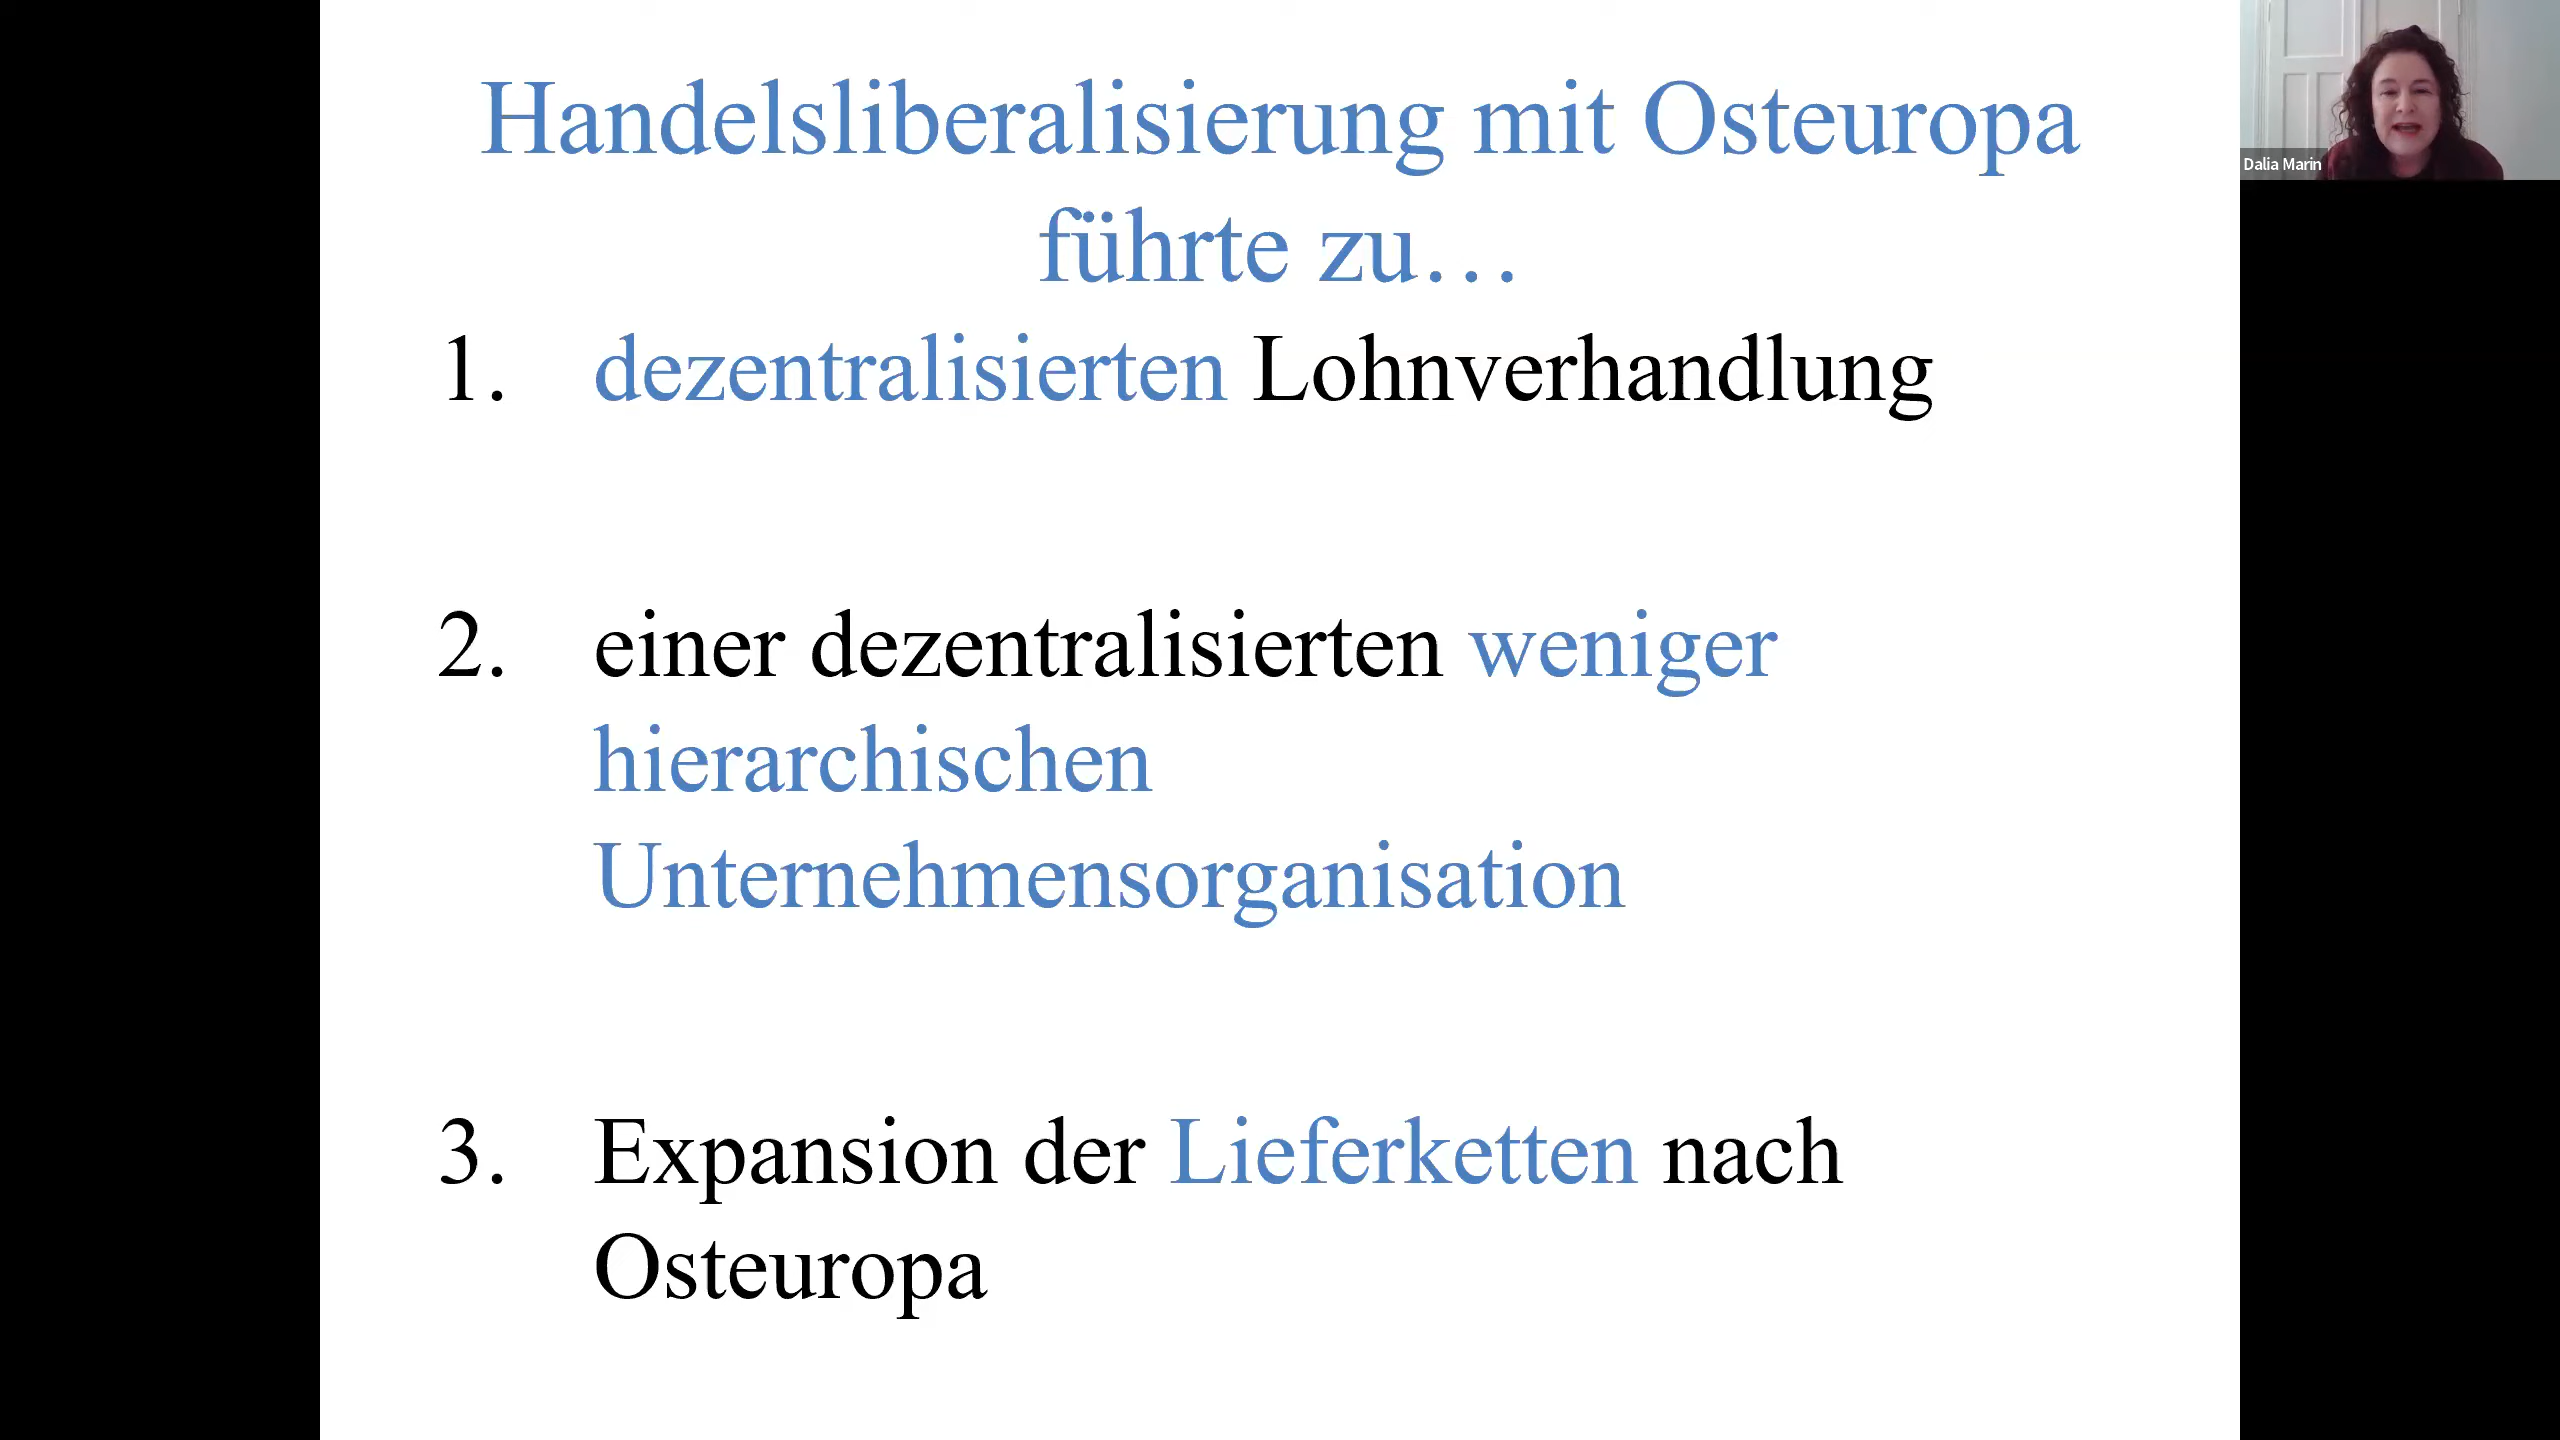 Handelsliberalisierung mit Osteuropa
führte zu…
1. dezentralisierten Lohnverhandlung
2. einer dezentralisierten weniger
hierarchischen
Unternehmensorganisation
3. Expansion der Lieferketten nach
Osteuropa
Dalia Marin